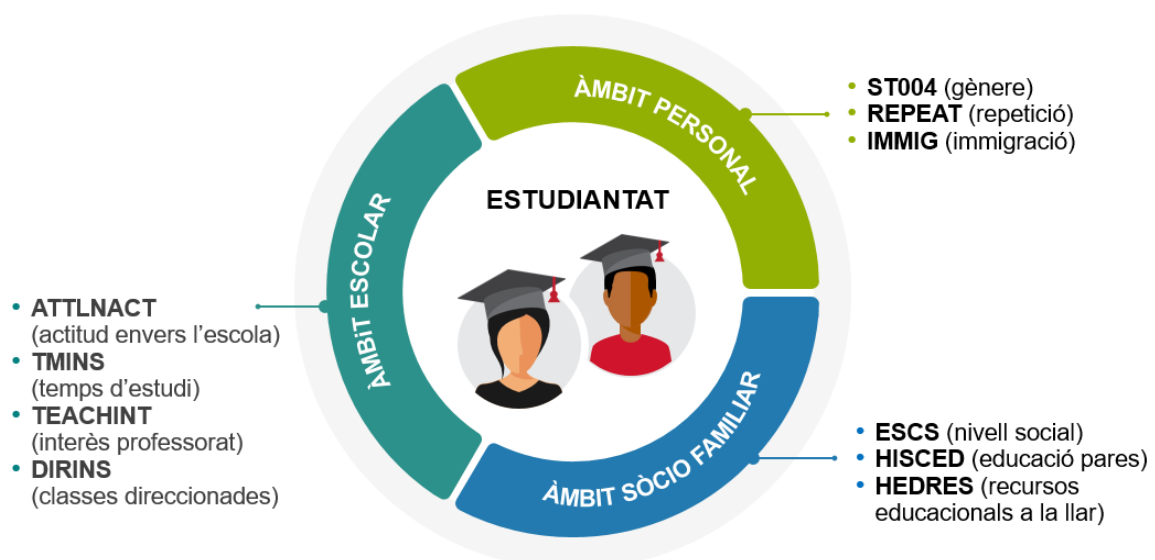 ÀMBIT PERSONAL
• ST004 (gènere)
• REPEAT (repetició)
• IMMIG (immigració)
ESTUDIANTAT
ÀMBiT ESCOLAR
• ATTLNACT
(actitud envers l’escola)
• TMINS
(temps d’estudi)
• TEACHINT
(interès professorat)
• DIRINS
(classes direccionades)
ÀMBIT SÒCIO FAMILIAR
• ESCS (nivell social)
• HISCED (educació pares)
• HEDRES (recursos
educacionals a la llar)